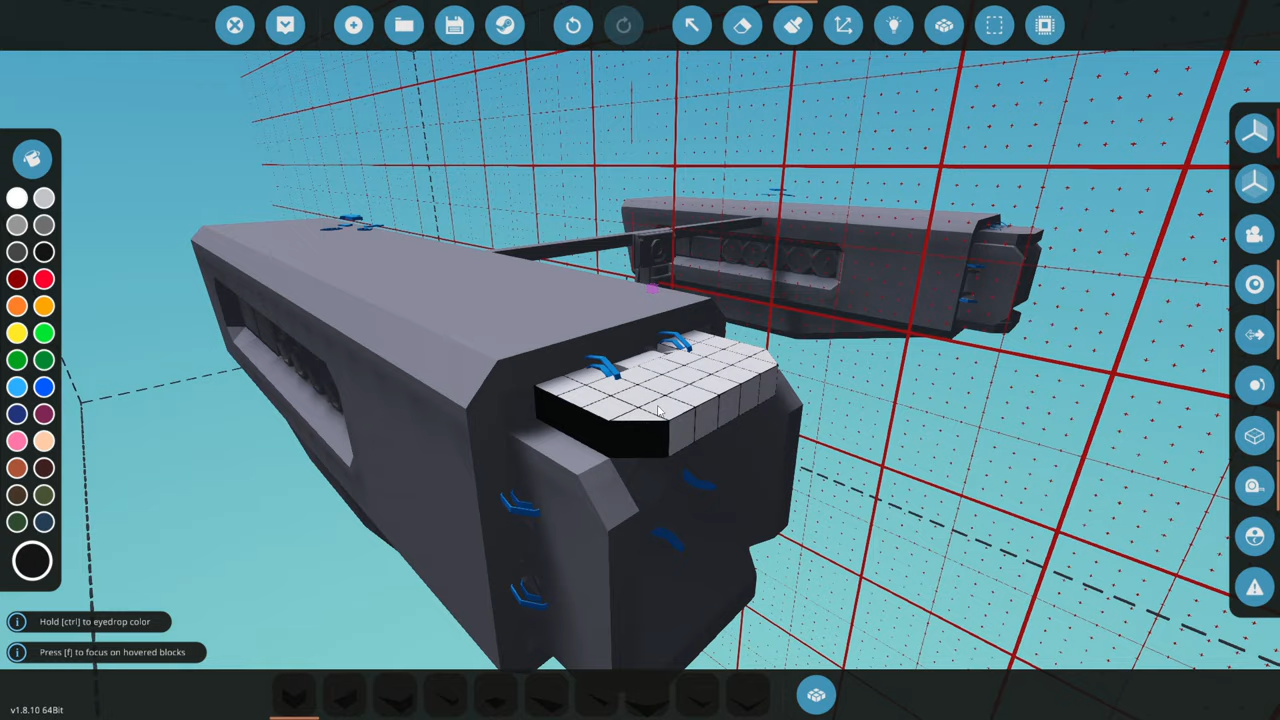 Hold [ctrl] to eyedrop color
Press [f] to focus on hovered blocks
v1.8.10 64Bit